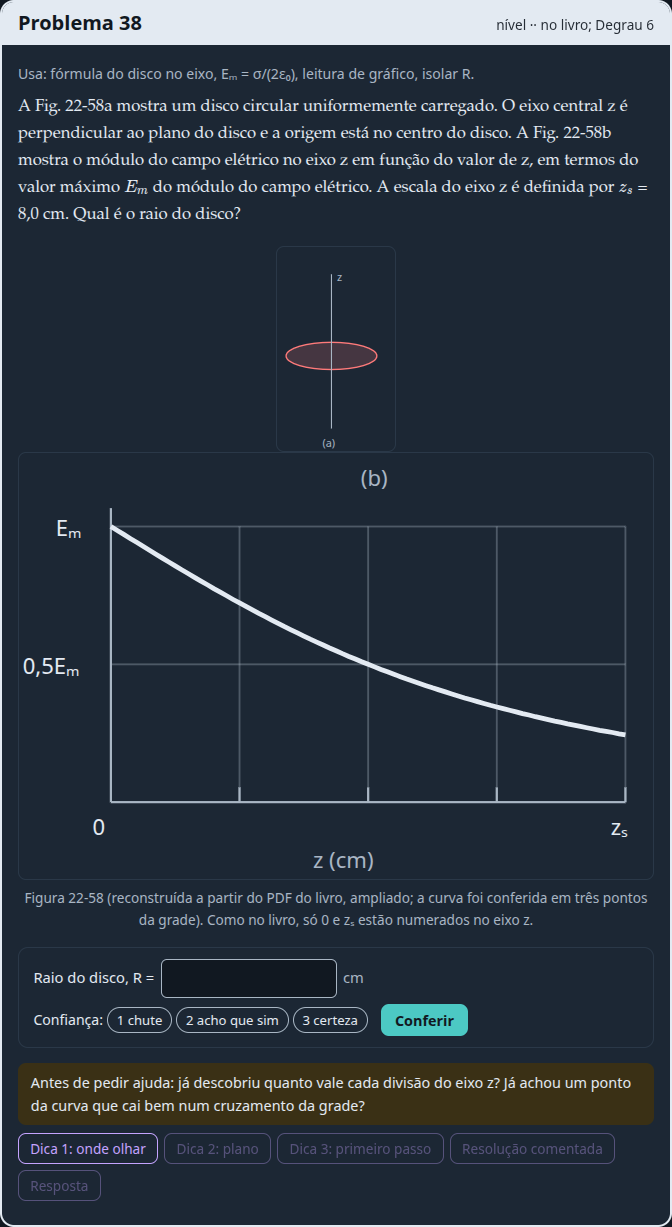 Problema 38
nível ·· no livro; Degrau 6
Usa: fórmula do disco no eixo, Eₘ = σ/(2ε₀), leitura de gráfico, isolar R.
A Fig. 22-58a mostra um disco circular uniformemente carregado. O eixo central z é
perpendicular ao plano do disco e a origem está no centro do disco. A Fig. 22-58b
mostra o módulo do campo elétrico no eixo z em função do valor de z, em termos do
valor máximo Eₘ do módulo do campo elétrico. A escala do eixo z é definida por zₛ =
8,0 cm. Qual é o raio do disco?
z
(a)
(b)
Eₘ
0,5Eₘ
0
zₛ
z (cm)
Figura 22-58 (reconstruída a partir do PDF do livro, ampliado; a curva foi conferida em três pontos
da grade). Como no livro, só 0 e zₛ estão numerados no eixo z.
Raio do disco, R =
cm
Confiança:
1 chute
2 acho que sim
3 certeza
Conferir
Antes de pedir ajuda: já descobriu quanto vale cada divisão do eixo z? Já achou um ponto
da curva que cai bem num cruzamento da grade?
Dica 1: onde olhar
Dica 2: plano
Dica 3: primeiro passo
Resolução comentada
Resposta